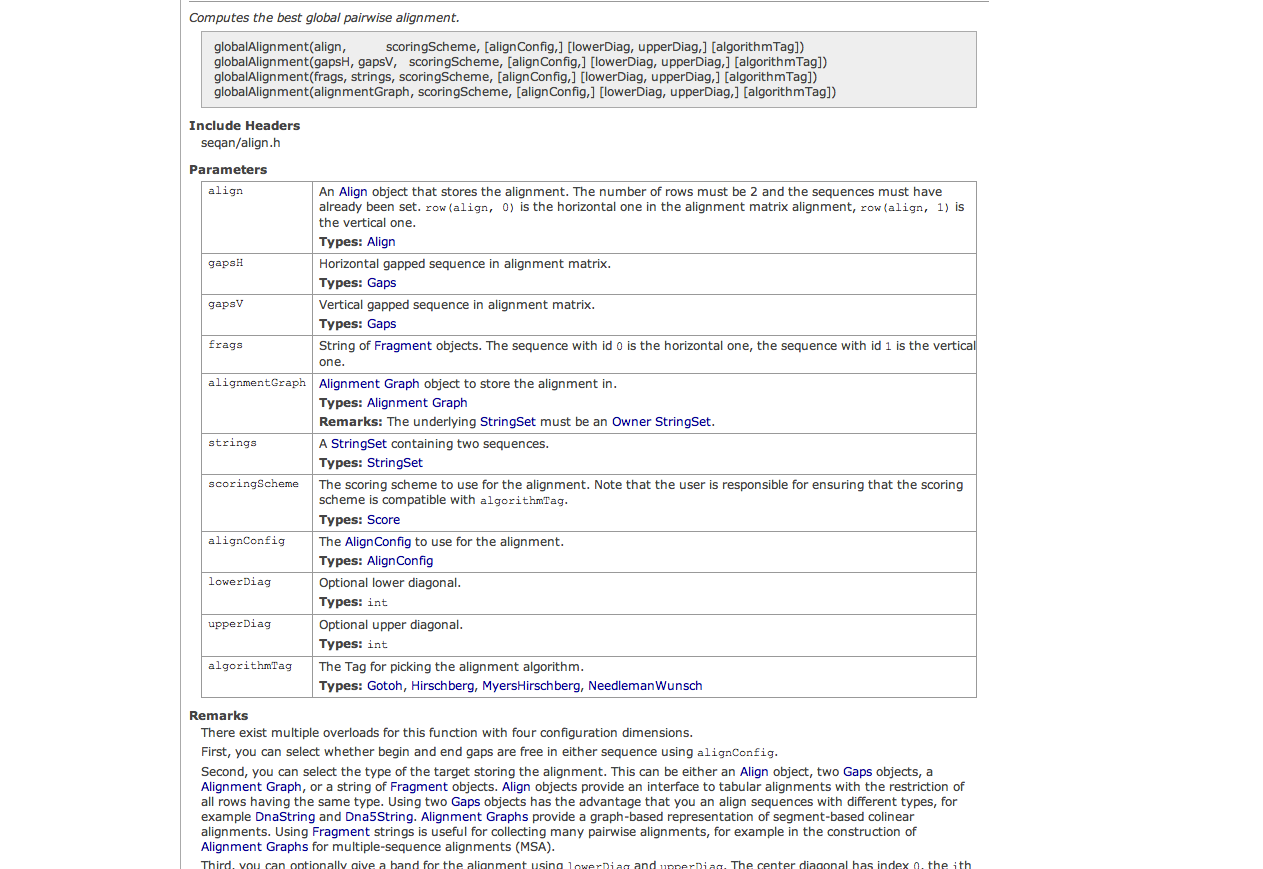 Computes the best global pairwise alignment.
globalAlignment(align,          scoringScheme, [alignConfig,] [lowerDiag, upperDiag,] [algorithmTag])
globalAlignment(gapsH, gapsV,   scoringScheme, [alignConfig,] [lowerDiag, upperDiag,] [algorithmTag])
globalAlignment(frags, strings, scoringScheme, [alignConfig,] [lowerDiag, upperDiag,] [algorithmTag])
globalAlignment(alignmentGraph, scoringScheme, [alignConfig,] [lowerDiag, upperDiag,] [algorithmTag])
Include Headers
seqan/align.h
Parameters
align
An Align object that stores the alignment. The number of rows must be 2 and the sequences must have
already been set. row(align, 0) is the horizontal one in the alignment matrix alignment, row(align, 1) is
the vertical one.
Types: Align
gapsH
Horizontal gapped sequence in alignment matrix.
Types: Gaps
gapsV
Vertical gapped sequence in alignment matrix.
Types: Gaps
frags
String of Fragment objects. The sequence with id 0 is the horizontal one, the sequence with id 1 is the vertical
one.
alignmentGraph
Alignment Graph object to store the alignment in.
Types: Alignment Graph
Remarks: The underlying StringSet must be an Owner StringSet.
strings
A StringSet containing two sequences.
Types: StringSet
scoringScheme
The scoring scheme to use for the alignment. Note that the user is responsible for ensuring that the scoring
scheme is compatible with algorithmTag.
Types: Score
alignConfig
The AlignConfig to use for the alignment.
Types: AlignConfig
lowerDiag
Optional lower diagonal.
Types: int
upperDiag
Optional upper diagonal.
Types: int
algorithmTag
The Tag for picking the alignment algorithm.
Types: Gotoh, Hirschberg, MyersHirschberg, NeedlemanWunsch
Remarks
There exist multiple overloads for this function with four configuration dimensions.
First, you can select whether begin and end gaps are free in either sequence using alignConfig.
Second, you can select the type of the target storing the alignment. This can be either an Align object, two Gaps objects, a
Alignment Graph, or a string of Fragment objects. Align objects provide an interface to tabular alignments with the restriction of
all rows having the same type. Using two Gaps objects has the advantage that you an align sequences with different types, for
example DnaString and Dna5String. Alignment Graphs provide a graph-based representation of segment-based colinear
alignments. Using Fragment strings is useful for collecting many pairwise alignments, for example in the construction of
Alignment Graphs for multiple-sequence alignments (MSA).
Third, you can optionally give a band for the alignment using lowerDiag and upperDiag. The center diagonal has index 0, the ith